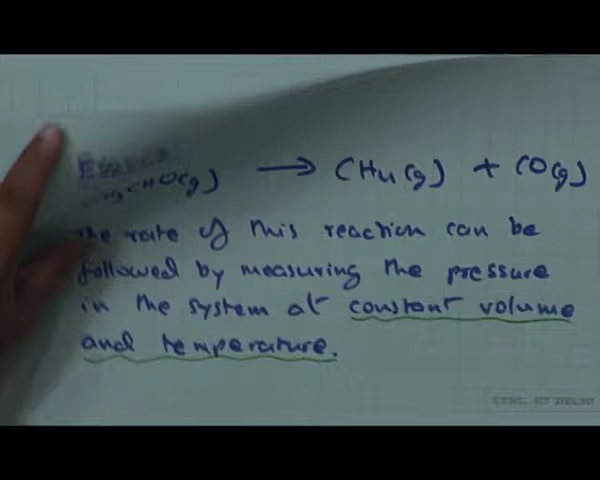 CH3CHO(g) ⟶ CH4(g) + CO(g)
the rate of this reaction can be
followed by measuring the pressure
in the system at constant volume
and temperature.